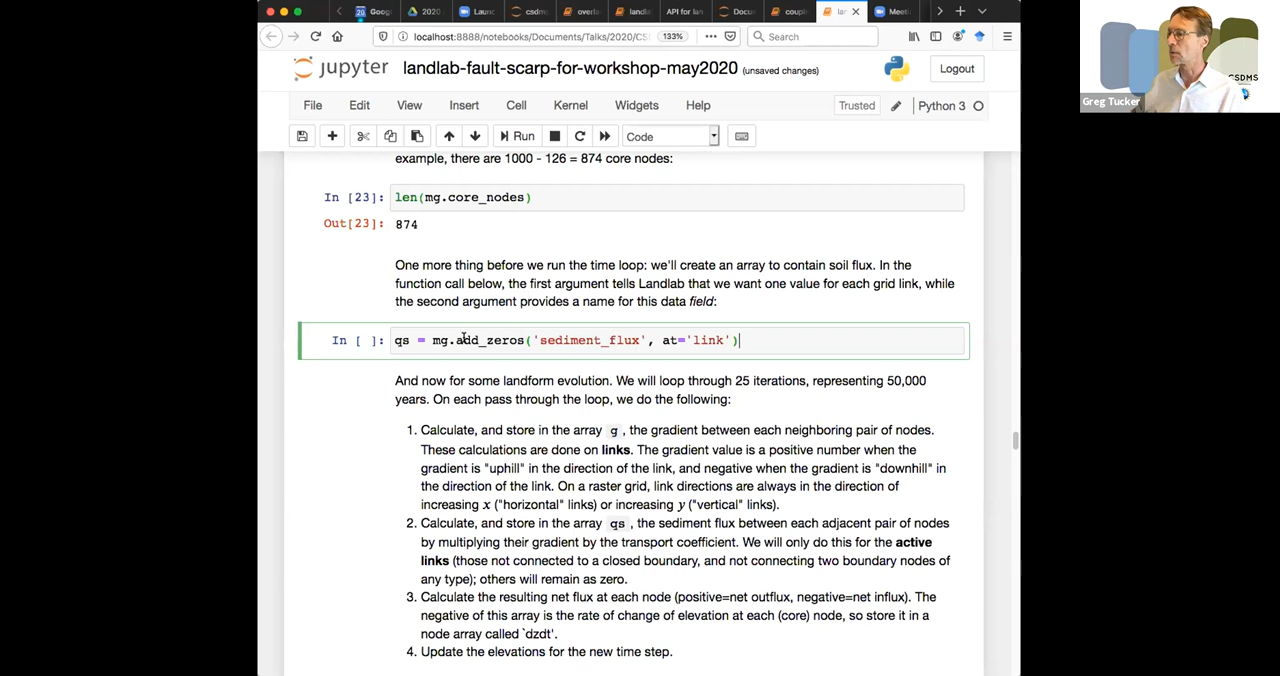 Goog
2020
Launc
csdms
overla
landla
API for lan
Docu
coupl
lan
Meeti
localhost:8888/notebooks/Documents/Talks/2020/CS
133%
Search
jupyter landlab-fault-scarp-for-workshop-may2020 (unsaved changes)
Logout
File Edit View Insert Cell Kernel Widgets Help
Trusted
Python 3
Run
Code
example, there are 1000 - 126 = 874 core nodes:
In [23]: len(mg.core_nodes)
Out[23]: 874
One more thing before we run the time loop: we'll create an array to contain soil flux. In the
function call below, the first argument tells Landlab that we want one value for each grid link, while
the second argument provides a name for this data field:
In [ ]: qs = mg.add_zeros('sediment_flux', at='link')
And now for some landform evolution. We will loop through 25 iterations, representing 50,000
years. On each pass through the loop, we do the following:
1. Calculate, and store in the array g , the gradient between each neighboring pair of nodes.
These calculations are done on links. The gradient value is a positive number when the
gradient is "uphill" in the direction of the link, and negative when the gradient is "downhill" in
the direction of the link. On a raster grid, link directions are always in the direction of
increasing x ("horizontal" links) or increasing y ("vertical" links).
2. Calculate, and store in the array qs , the sediment flux between each adjacent pair of nodes
by multiplying their gradient by the transport coefficient. We will only do this for the active
links (those not connected to a closed boundary, and not connecting two boundary nodes of
any type); others will remain as zero.
3. Calculate the resulting net flux at each node (positive=net outflux, negative=net influx). The
negative of this array is the rate of change of elevation at each (core) node, so store it in a
node array called `dzdt'.
4. Update the elevations for the new time step.
Greg Tucker
CSDMS